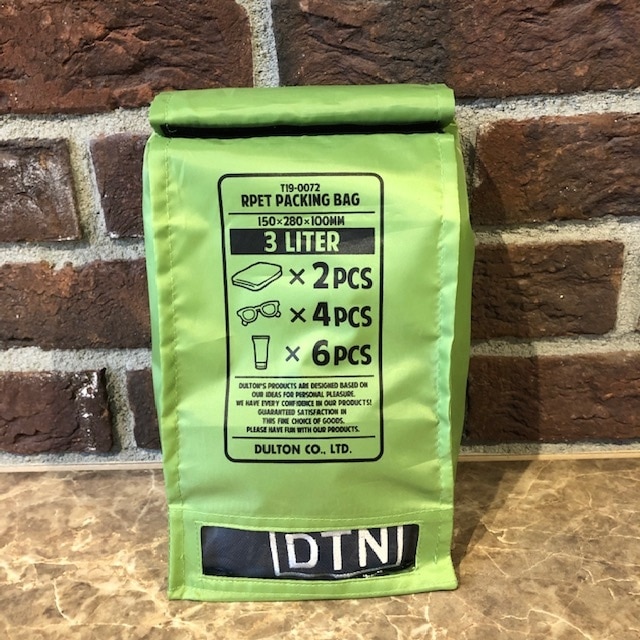 T19-0072
RPET PACKING BAG
150×280×100MM
3 LITER
×2PCS
×4PCS
×6PCS
DULTON'S PRODUCTS ARE DESIGNED BASED ON
OUR IDEAS FOR PERSONAL PLEASURE.
WE HAVE EVERY CONFIDENCE IN OUR PRODUCTS!
GUARANTEED SATISFACTION IN
THIS FINE CHOICE OF GOODS.
PLEASE HAVE FUN WITH OUR PRODUCTS.
DULTON CO., LTD.
DTN